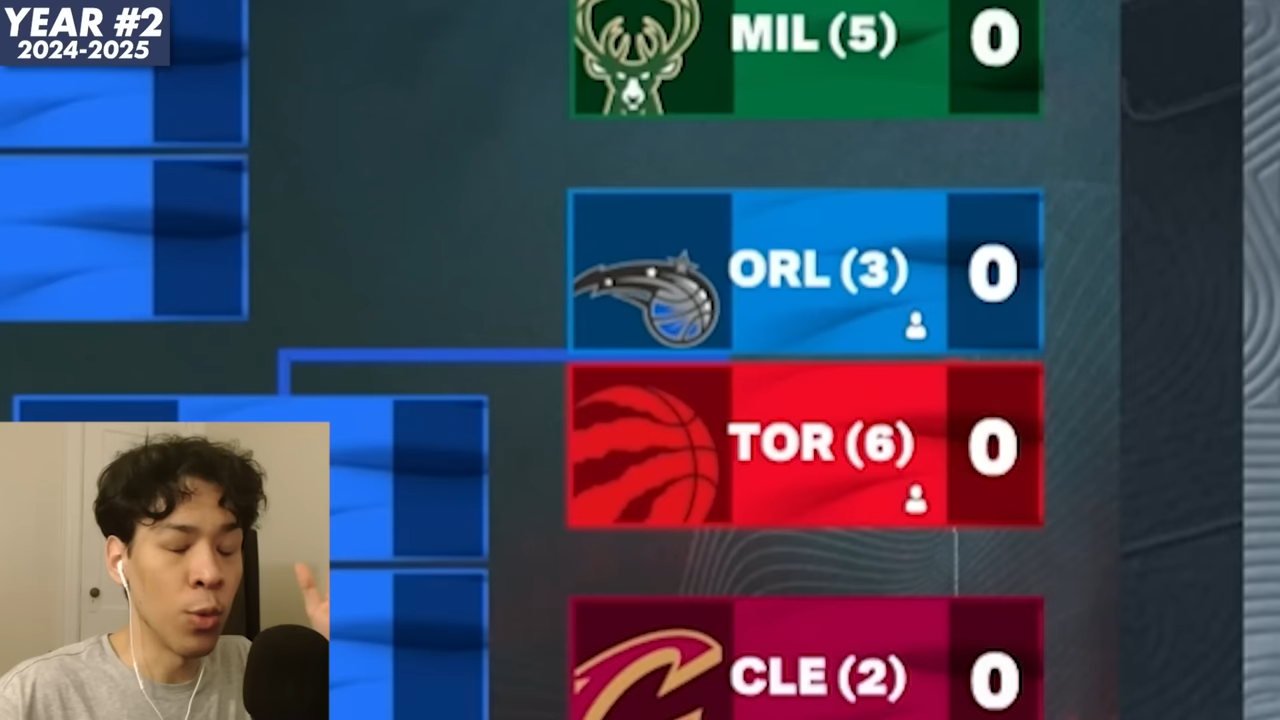 YEAR #2
2024-2025
MIL (5) 0
ORL (3) 0
TOR (6) 0
CLE (2) 0